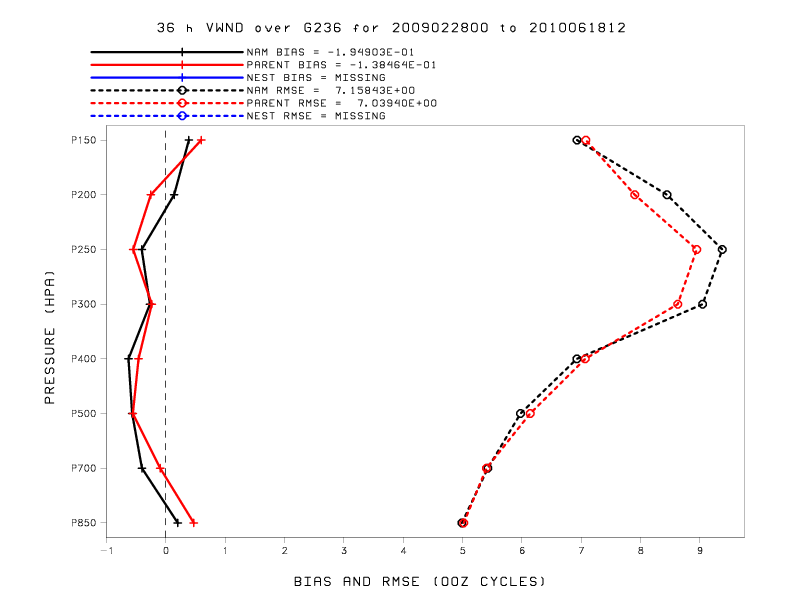 36 h VWND over G236 for 2009022800 to 2010061812
NAM BIAS = -1.94903E-01
PARENT BIAS = -1.38464E-01
NEST BIAS = MISSING
NAM RMSE =  7.15843E+00
PARENT RMSE =  7.03940E+00
NEST RMSE = MISSING
P150
P200
P250
P300
P400
P500
P700
P850
PRESSURE (HPA)
-1 0 1 2 3 4 5 6 7 8 9
BIAS AND RMSE (00Z CYCLES)